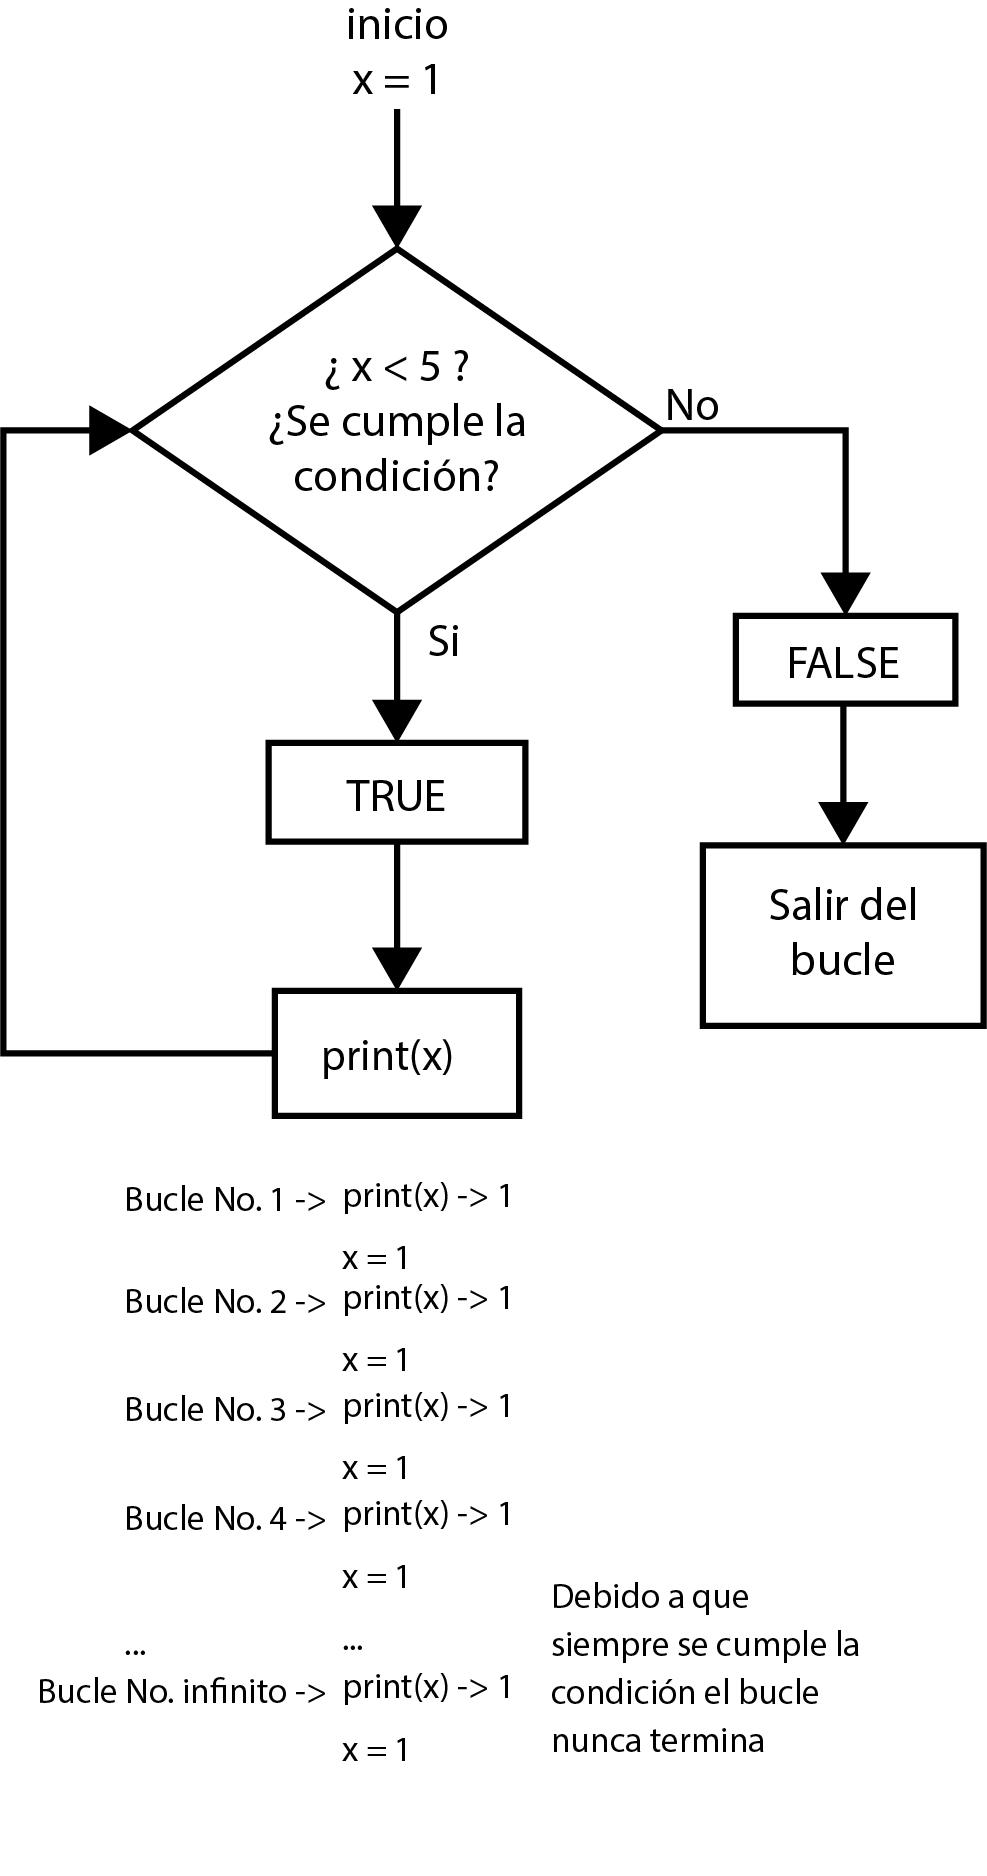 inicio
x = 1
¿ x < 5 ?
¿Se cumple la
condición?
No
Si
FALSE
TRUE
Salir del
bucle
print(x)
Bucle No. 1 -> print(x) -> 1
x = 1
Bucle No. 2 -> print(x) -> 1
x = 1
Bucle No. 3 -> print(x) -> 1
x = 1
Bucle No. 4 -> print(x) -> 1
x = 1
... ...
Bucle No. infinito -> print(x) -> 1
x = 1
Debido a que
siempre se cumple la
condición el bucle
nunca termina